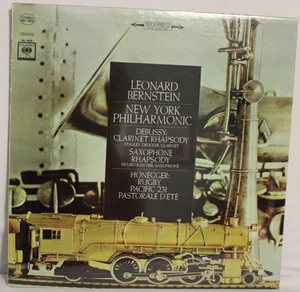 STEREO
LEONARD
BERNSTEIN
NEW YORK
PHILHARMONIC
DEBUSSY:
CLARINET RHAPSODY
STANLEY DRUCKER, CLARINET
SAXOPHONE
RHAPSODY
SIGURD RASCHER, SAXOPHONE
HONEGGER:
RUGBY
PACIFIC 231
PASTORALE D'ÉTÉ